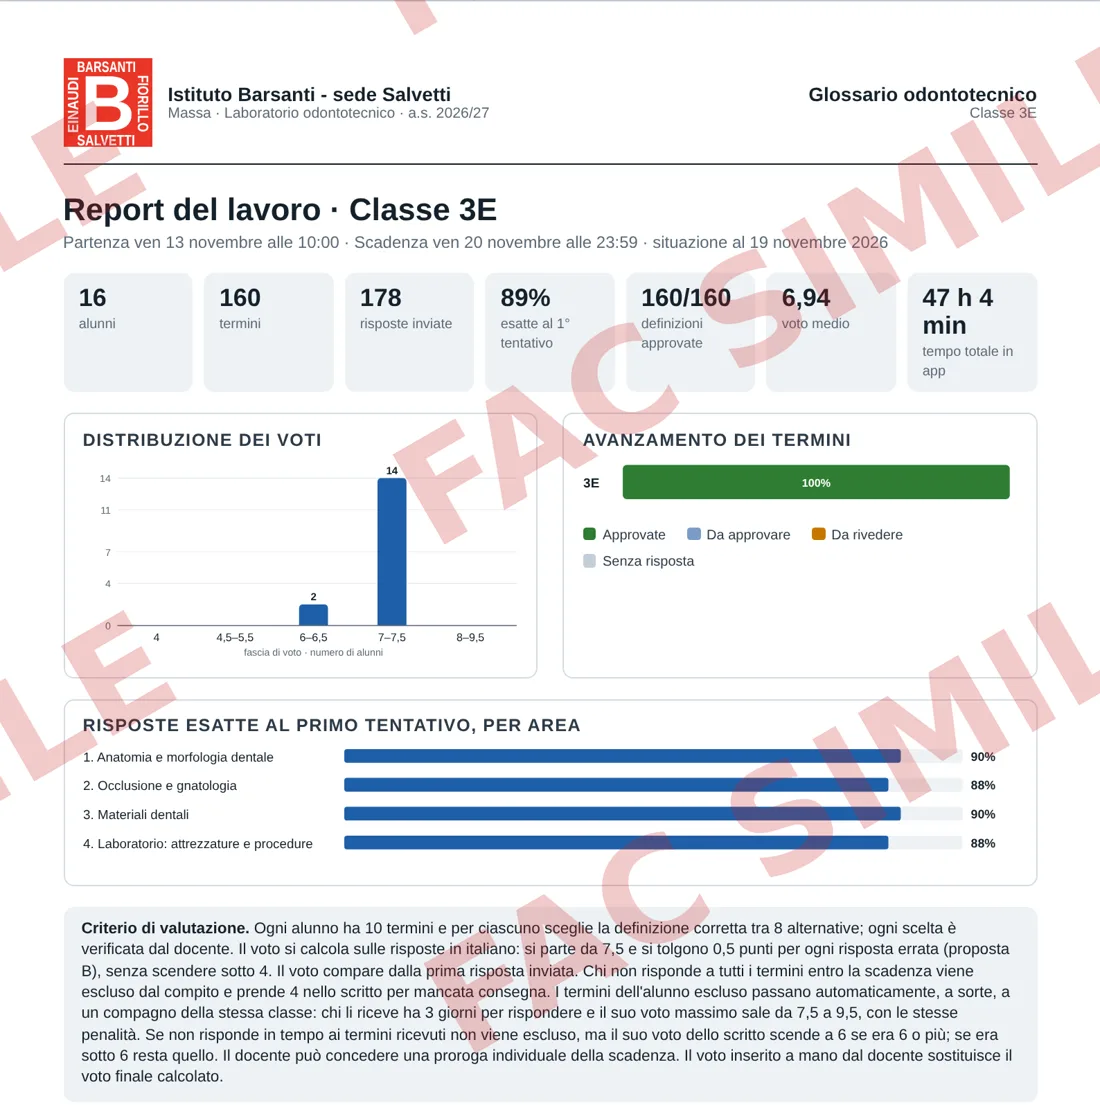 BARSANTI
EINAUDI
B
FIORILLO
SALVETTI
Istituto Barsanti - sede Salvetti
Massa · Laboratorio odontotecnico · a.s. 2026/27
Glossario odontotecnico
Classe 3E
Report del lavoro · Classe 3E
Partenza ven 13 novembre alle 10:00 · Scadenza ven 20 novembre alle 23:59 · situazione al 19 novembre 2026
16
alunni
160
termini
178
risposte inviate
89%
esatte al 1°
tentativo
160/160
definizioni
approvate
6,94
voto medio
47 h 4
min
tempo totale in
app
DISTRIBUZIONE DEI VOTI
14
11
7
4
0
2
14
4
4,5–5,5
6–6,5
7–7,5
8–9,5
fascia di voto · numero di alunni
AVANZAMENTO DEI TERMINI
3E
100%
Approvate
Da approvare
Da rivedere
Senza risposta
RISPOSTE ESATTE AL PRIMO TENTATIVO, PER AREA
1. Anatomia e morfologia dentale 90%
2. Occlusione e gnatologia 88%
3. Materiali dentali 90%
4. Laboratorio: attrezzature e procedure 88%
Criterio di valutazione. Ogni alunno ha 10 termini e per ciascuno sceglie la definizione corretta tra 8 alternative; ogni scelta è
verificata dal docente. Il voto si calcola sulle risposte in italiano: si parte da 7,5 e si tolgono 0,5 punti per ogni risposta errata (proposta
B), senza scendere sotto 4. Il voto compare dalla prima risposta inviata. Chi non risponde a tutti i termini entro la scadenza viene
escluso dal compito e prende 4 nello scritto per mancata consegna. I termini dell'alunno escluso passano automaticamente, a sorte, a
un compagno della stessa classe: chi li riceve ha 3 giorni per rispondere e il suo voto massimo sale da 7,5 a 9,5, con le stesse
penalità. Se non risponde in tempo ai termini ricevuti non viene escluso, ma il suo voto dello scritto scende a 6 se era 6 o più; se era
sotto 6 resta quello. Il docente può concedere una proroga individuale della scadenza. Il voto inserito a mano dal docente sostituisce il
voto finale calcolato.
FAC SIMIL
FAC SIMIL
LE
LE